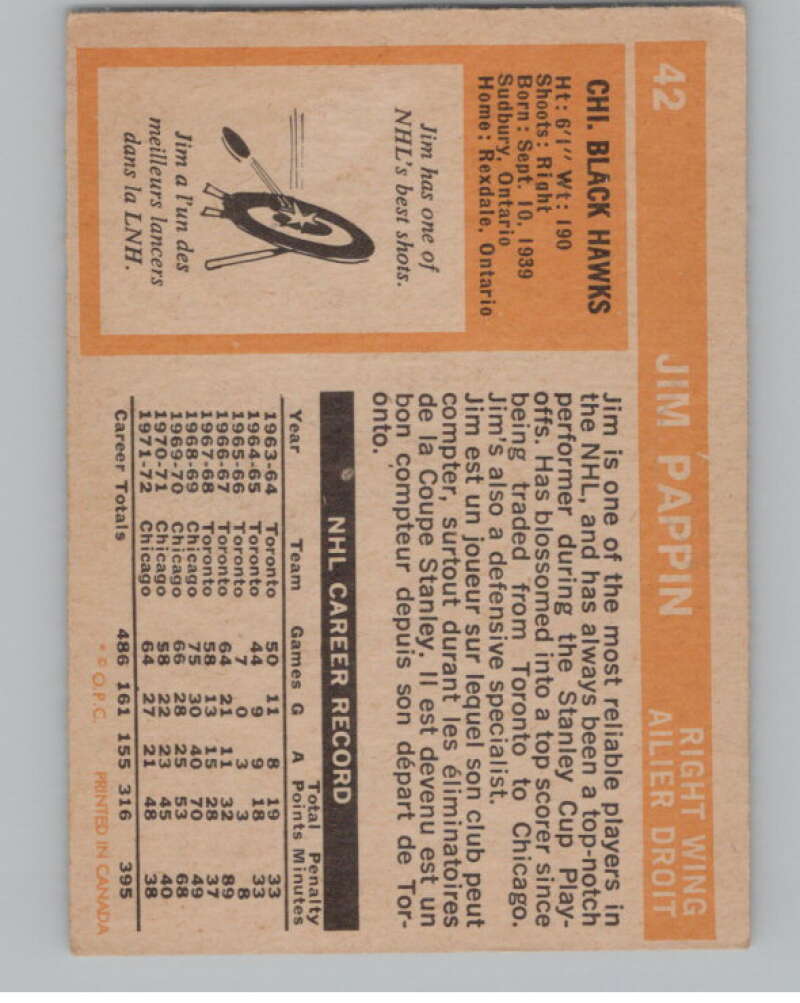 42 JIM PAPPIN RIGHT WING
AILIER DROIT
CHI. BLACK HAWKS
Ht: 6'1" Wt: 190
Shoots: Right
Born: Sept. 10, 1939
Sudbury, Ontario
Home: Rexdale, Ontario
Jim has one of
NHL's best shots.
Jim a l'un des
meilleurs lancers
dans la LNH.
Jim is one of the most reliable players in
the NHL, and has always been a top-notch
performer during the Stanley Cup Play-
offs. Has blossomed into a top scorer since
being traded from Toronto to Chicago.
Jim's also a defensive specialist.
Jim est un joueur sur lequel son club peut
compter, surtout durant les éliminatoires
de la Coupe Stanley. Il est devenu est un
bon compteur depuis son départ de Tor-
onto.
NHL CAREER RECORD
Total Penalty
Year Team Games G A Points Minutes
1963-64 Toronto 50 11 8 19 33
1964-65 Toronto 44 9 9 18 33
1965-66 Toronto 7 0 3 3 8
1966-67 Toronto 64 21 11 32 89
1967-68 Toronto 58 13 15 28 37
1968-69 Chicago 75 30 40 70 49
1969-70 Chicago 66 28 25 53 68
1970-71 Chicago 58 22 23 45 40
1971-72 Chicago 64 27 21 48 38
Career Totals 486 161 155 316 395
* © O.P.C. PRINTED IN CANADA